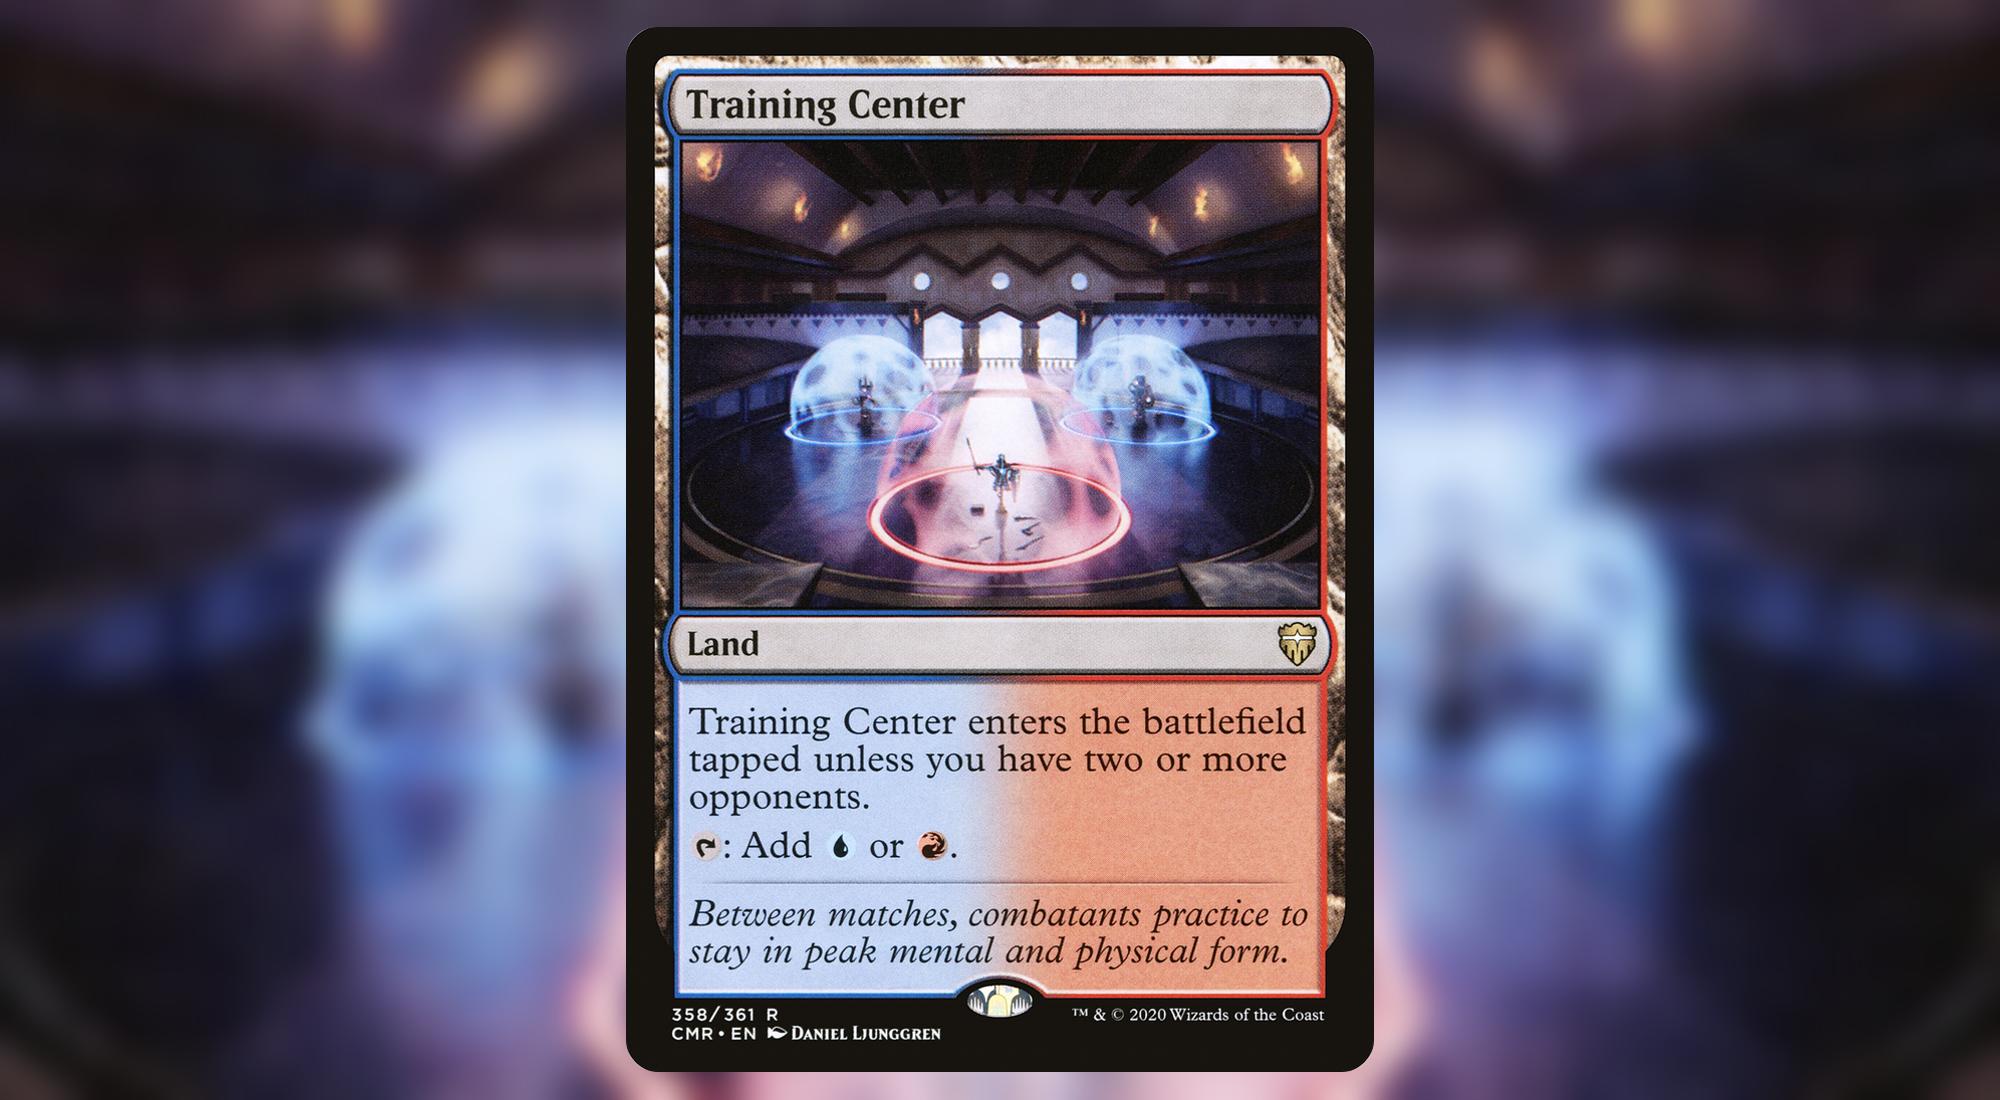 Training Center
Land
Training Center enters the battlefield
tapped unless you have two or more
opponents.
: Add or .
Between matches, combatants practice to
stay in peak mental and physical form.
358/361 R
™ & © 2020 Wizards of the Coast
CMR • EN Daniel Ljunggren